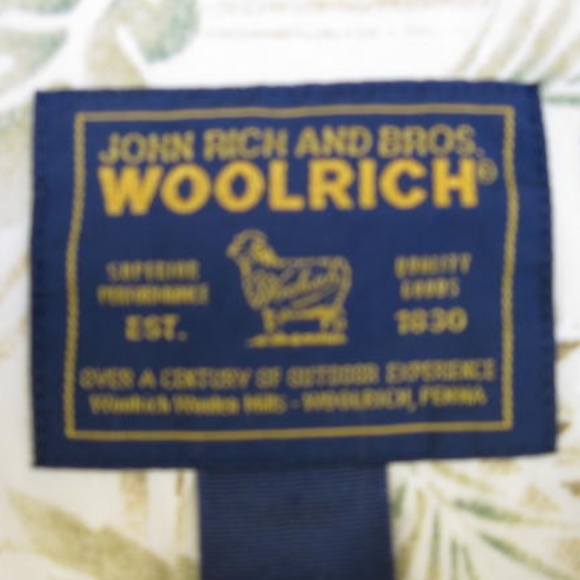 JOHN RICH AND BROS.
WOOLRICH®
SUPERIOR
PERFORMANCE
Woolrich
QUALITY
GOODS
EST.
1830
OVER A CENTURY OF OUTDOOR EXPERIENCE
Woolrich Woolen Mills - WOOLRICH, PENNA